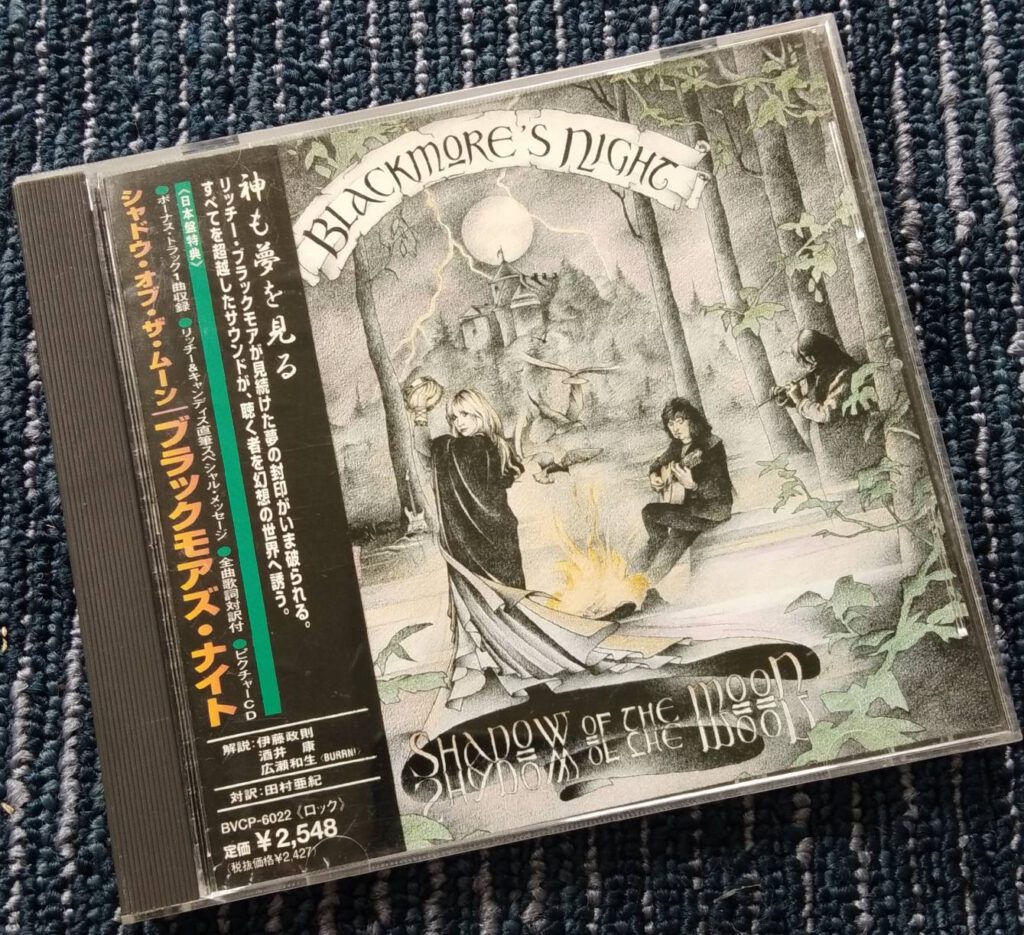 BLACKMORE'S NIGHT
神も夢を見る
リッチー・ブラックモアが見続けた夢の封印がいま破られる。
すべてを超越したサウンドが、聴く者を幻想の世界へ誘う。
〈日本盤特典〉
●ボーナス・トラック1曲収録 ●リッチー&キャンディス直筆スペシャル・メッセージ ●全曲歌詞対訳付 ●ピクチャーCD
シャドウ・オブ・ザ・ムーン|ブラックモアズ・ナイト
解説:伊藤政則
酒井 康
広瀬和生(BURRN!)
対訳:田村亜紀
BVCP-6022〈ロック〉
定価¥2,548
(税抜価格¥2,427)
SHADOW OF THE MOON